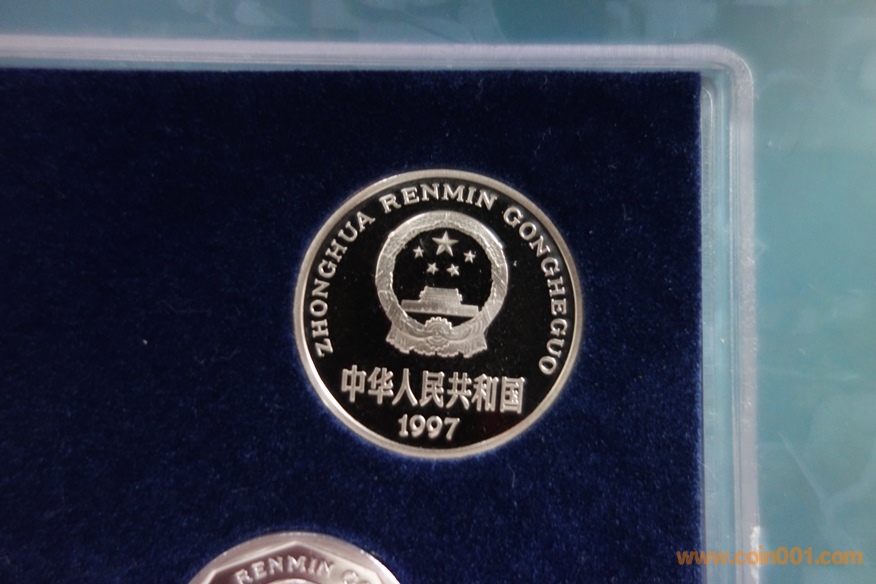 ZHONGHUA RENMIN GONGHEGUO
中华人民共和国
1997
RENMIN G
www.coin001.com